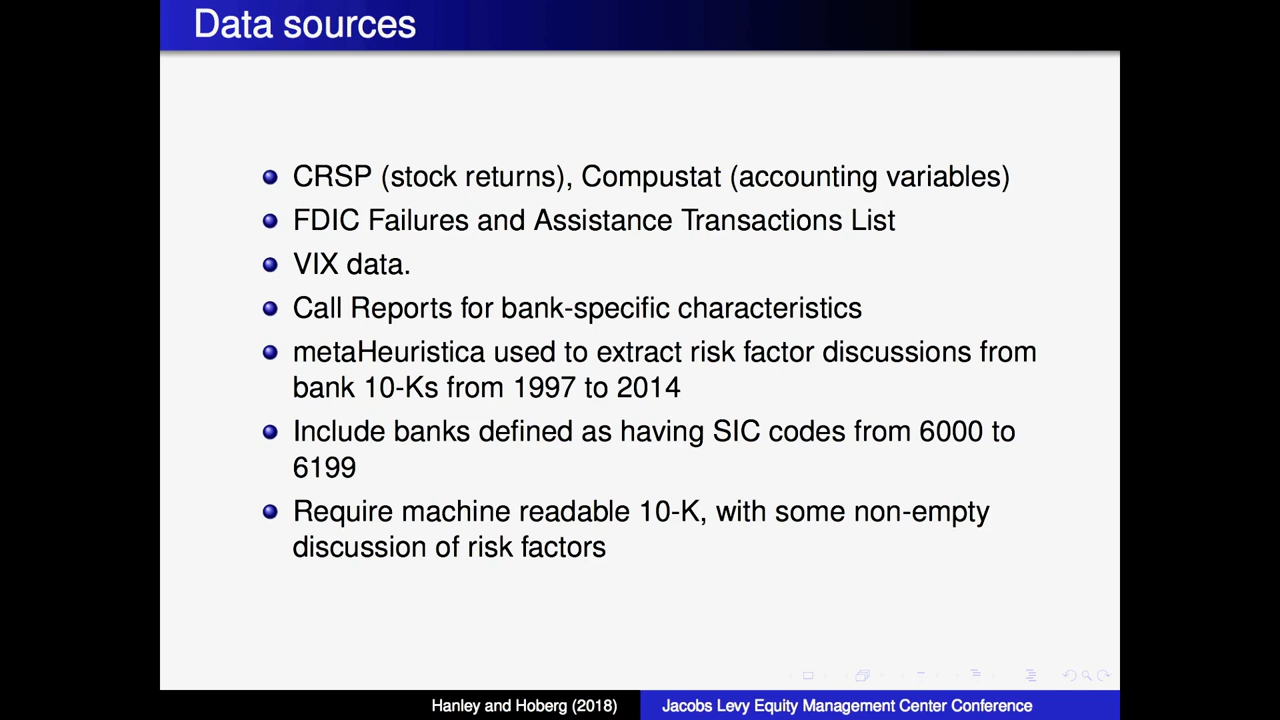 Data sources
CRSP (stock returns), Compustat (accounting variables)
FDIC Failures and Assistance Transactions List
VIX data.
Call Reports for bank-specific characteristics
metaHeuristica used to extract risk factor discussions from
bank 10-Ks from 1997 to 2014
Include banks defined as having SIC codes from 6000 to
6199
Require machine readable 10-K, with some non-empty
discussion of risk factors
Hanley and Hoberg (2018)
Jacobs Levy Equity Management Center Conference